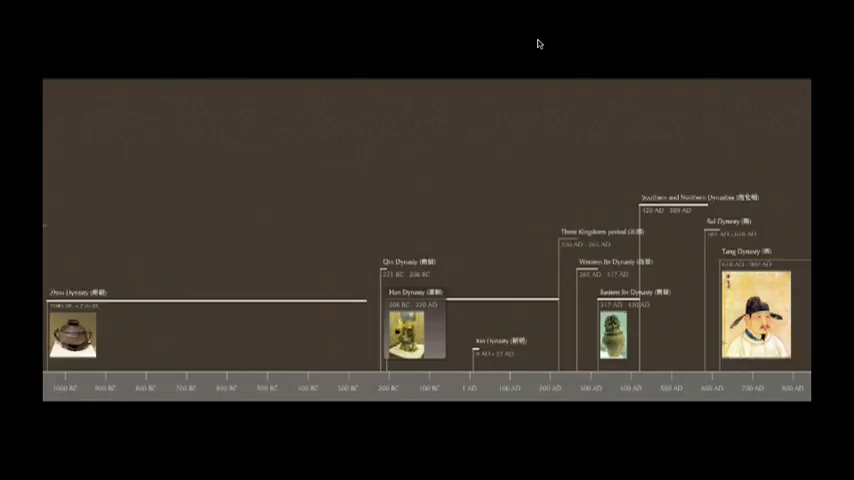 Southern and Northern Dynasties (南北朝)
420 AD - 589 AD
Sui Dynasty (隋)
Three Kingdoms period (三國)
220 AD - 265 AD
Tang Dynasty (唐)
618 AD - 907 AD
Qin Dynasty (秦朝)
221 BC - 206 BC
Western Jin Dynasty (西晉)
265 AD - 317 AD
Zhou Dynasty (周朝)
Han Dynasty (漢朝)
206 BC - 220 AD
Eastern Jin Dynasty (東晉)
317 AD - 420 AD
Xin Dynasty (新朝)
9 AD - 23 AD
1000 BC 900 BC 800 BC 700 BC 600 BC 500 BC 400 BC 300 BC 200 BC 100 BC 1 AD 100 AD 200 AD 300 AD 400 AD 500 AD 600 AD 700 AD 800 AD